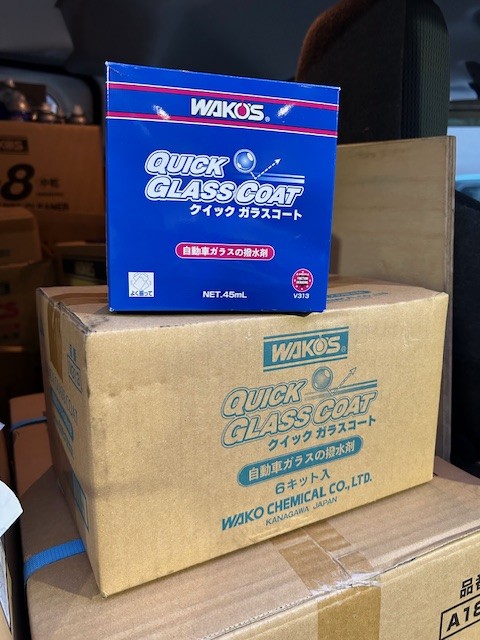 WAKO'S®
QUICK
GLASS COAT
クイック ガラスコート
自動車ガラスの撥水剤
よく振って
NET.45mL
V313
8
WAKO'S®
QUICK
GLASS COAT
クイック ガラスコート
自動車ガラスの撥水剤
6キット入
WAKO CHEMICAL CO., LTD.
KANAGAWA JAPAN
品番
A18